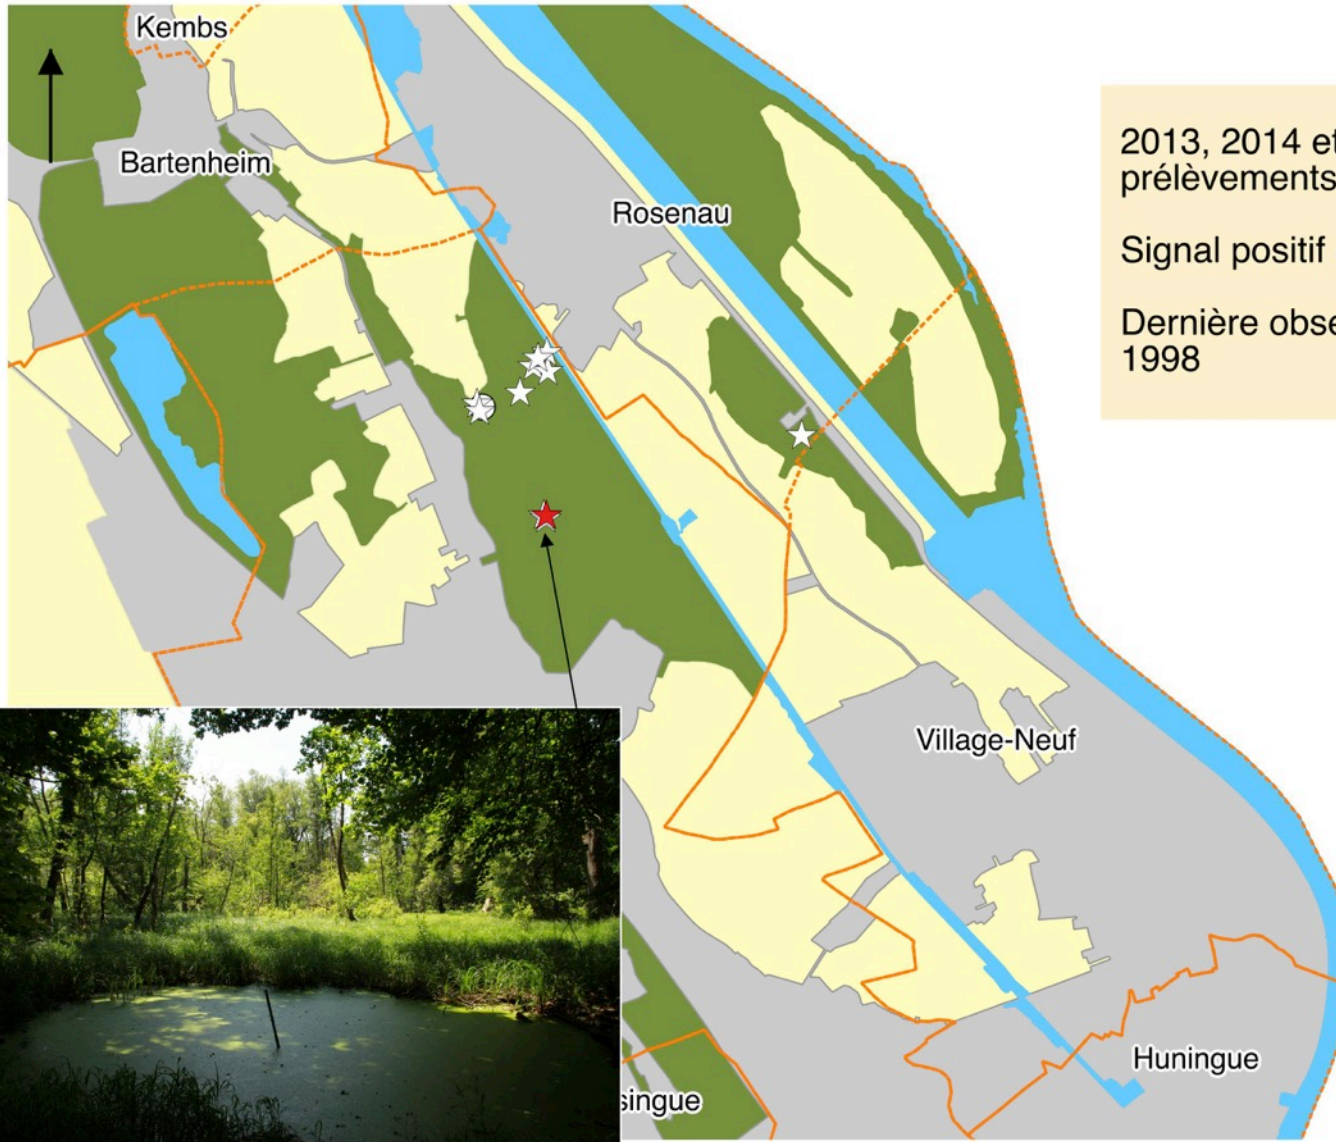 Kembs
Bartenheim
Rosenau
2013, 2014 et
prélèvements
Signal positif
Dernière obse
1998
Village-Neuf
Huningue
singue